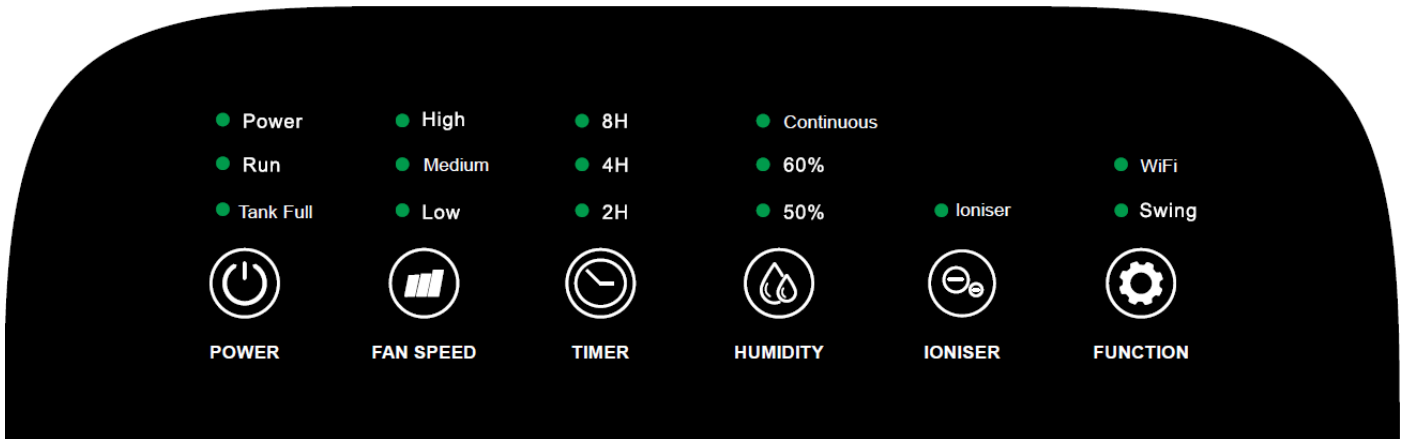 Power High 8H Continuous
Run Medium 4H 60% WiFi
Tank Full Low 2H 50% Ioniser Swing
POWER FAN SPEED TIMER HUMIDITY IONISER FUNCTION